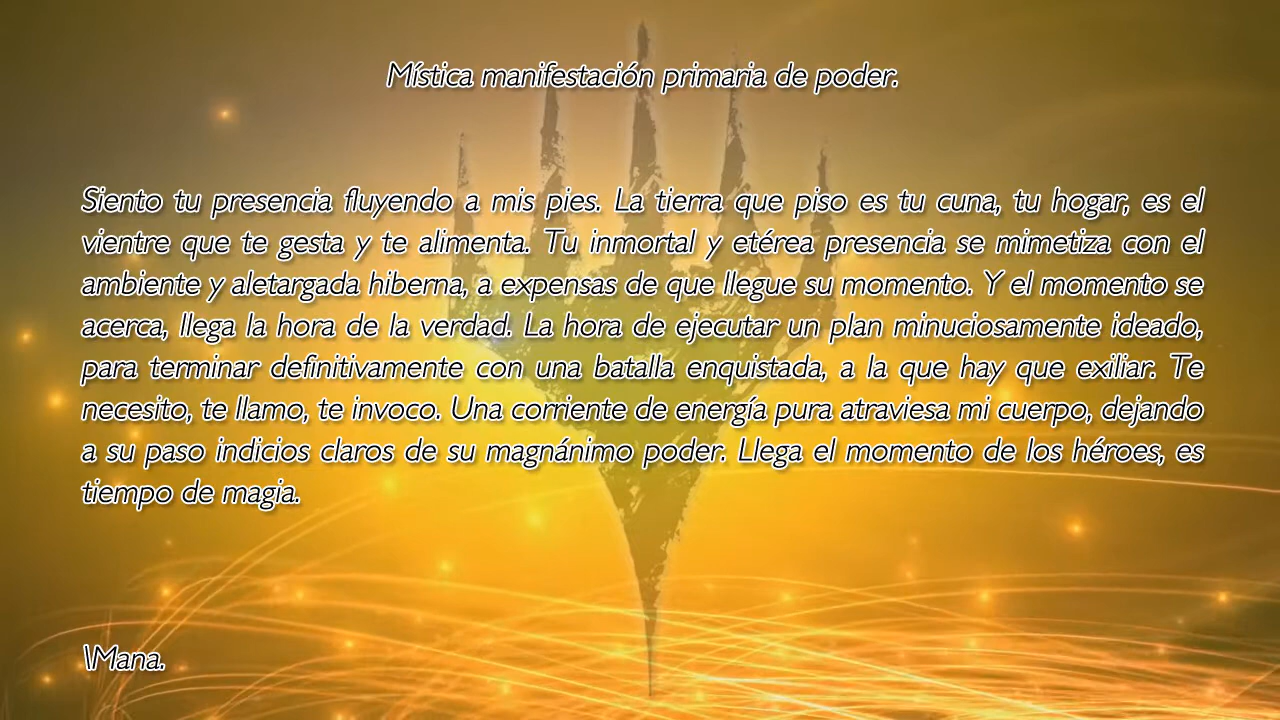 Mística manifestación primaria de poder.
Siento tu presencia fluyendo a mis pies. La tierra que piso es tu cuna, tu hogar, es el
vientre que te gesta y te alimenta. Tu inmortal y etérea presencia se mimetiza con el
ambiente y aletargada hiberna, a expensas de que llegue su momento. Y el momento se
acerca, llega la hora de la verdad. La hora de ejecutar un plan minuciosamente ideado,
para terminar definitivamente con una batalla enquistada, a la que hay que exiliar. Te
necesito, te llamo, te invoco. Una corriente de energía pura atraviesa mi cuerpo, dejando
a su paso indicios claros de su magnánimo poder. Llega el momento de los héroes, es
tiempo de magia.
\Mana.